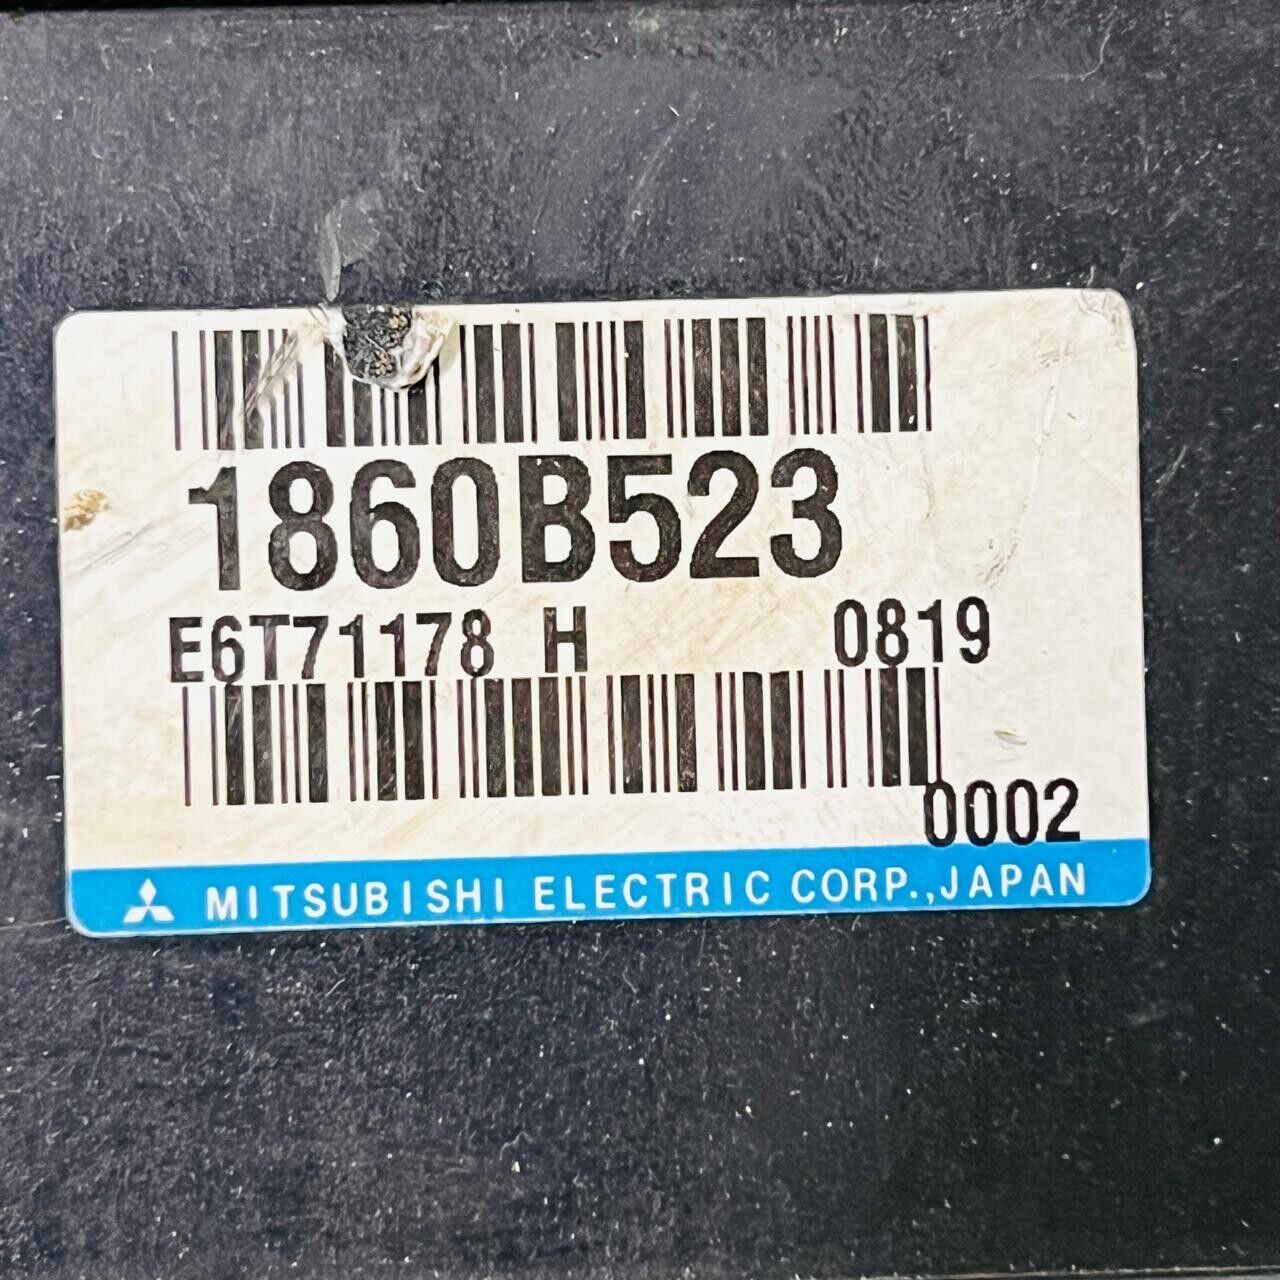 1860B523
E6T71178 H 0819
0002
MITSUBISHI ELECTRIC CORP.,JAPAN